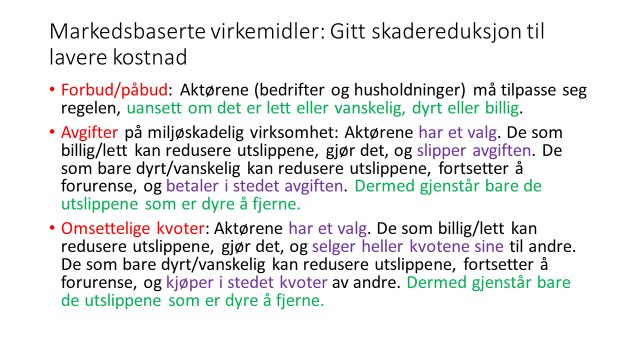 Markedsbaserte virkemidler: Gitt skadereduksjon til
lavere kostnad
• Forbud/påbud: Aktørene (bedrifter og husholdninger) må tilpasse seg
regelen, uansett om det er lett eller vanskelig, dyrt eller billig.
• Avgifter på miljøskadelig virksomhet: Aktørene har et valg. De som
billig/lett kan redusere utslippene, gjør det, og slipper avgiften. De
som bare dyrt/vanskelig kan redusere utslippene, fortsetter å
forurense, og betaler i stedet avgiften. Dermed gjenstår bare de
utslippene som er dyre å fjerne.
• Omsettelige kvoter: Aktørene har et valg. De som billig/lett kan
redusere utslippene, gjør det, og selger heller kvotene sine til andre.
De som bare dyrt/vanskelig kan redusere utslippene, fortsetter å
forurense, og kjøper i stedet kvoter av andre. Dermed gjenstår bare
de utslippene som er dyre å fjerne.